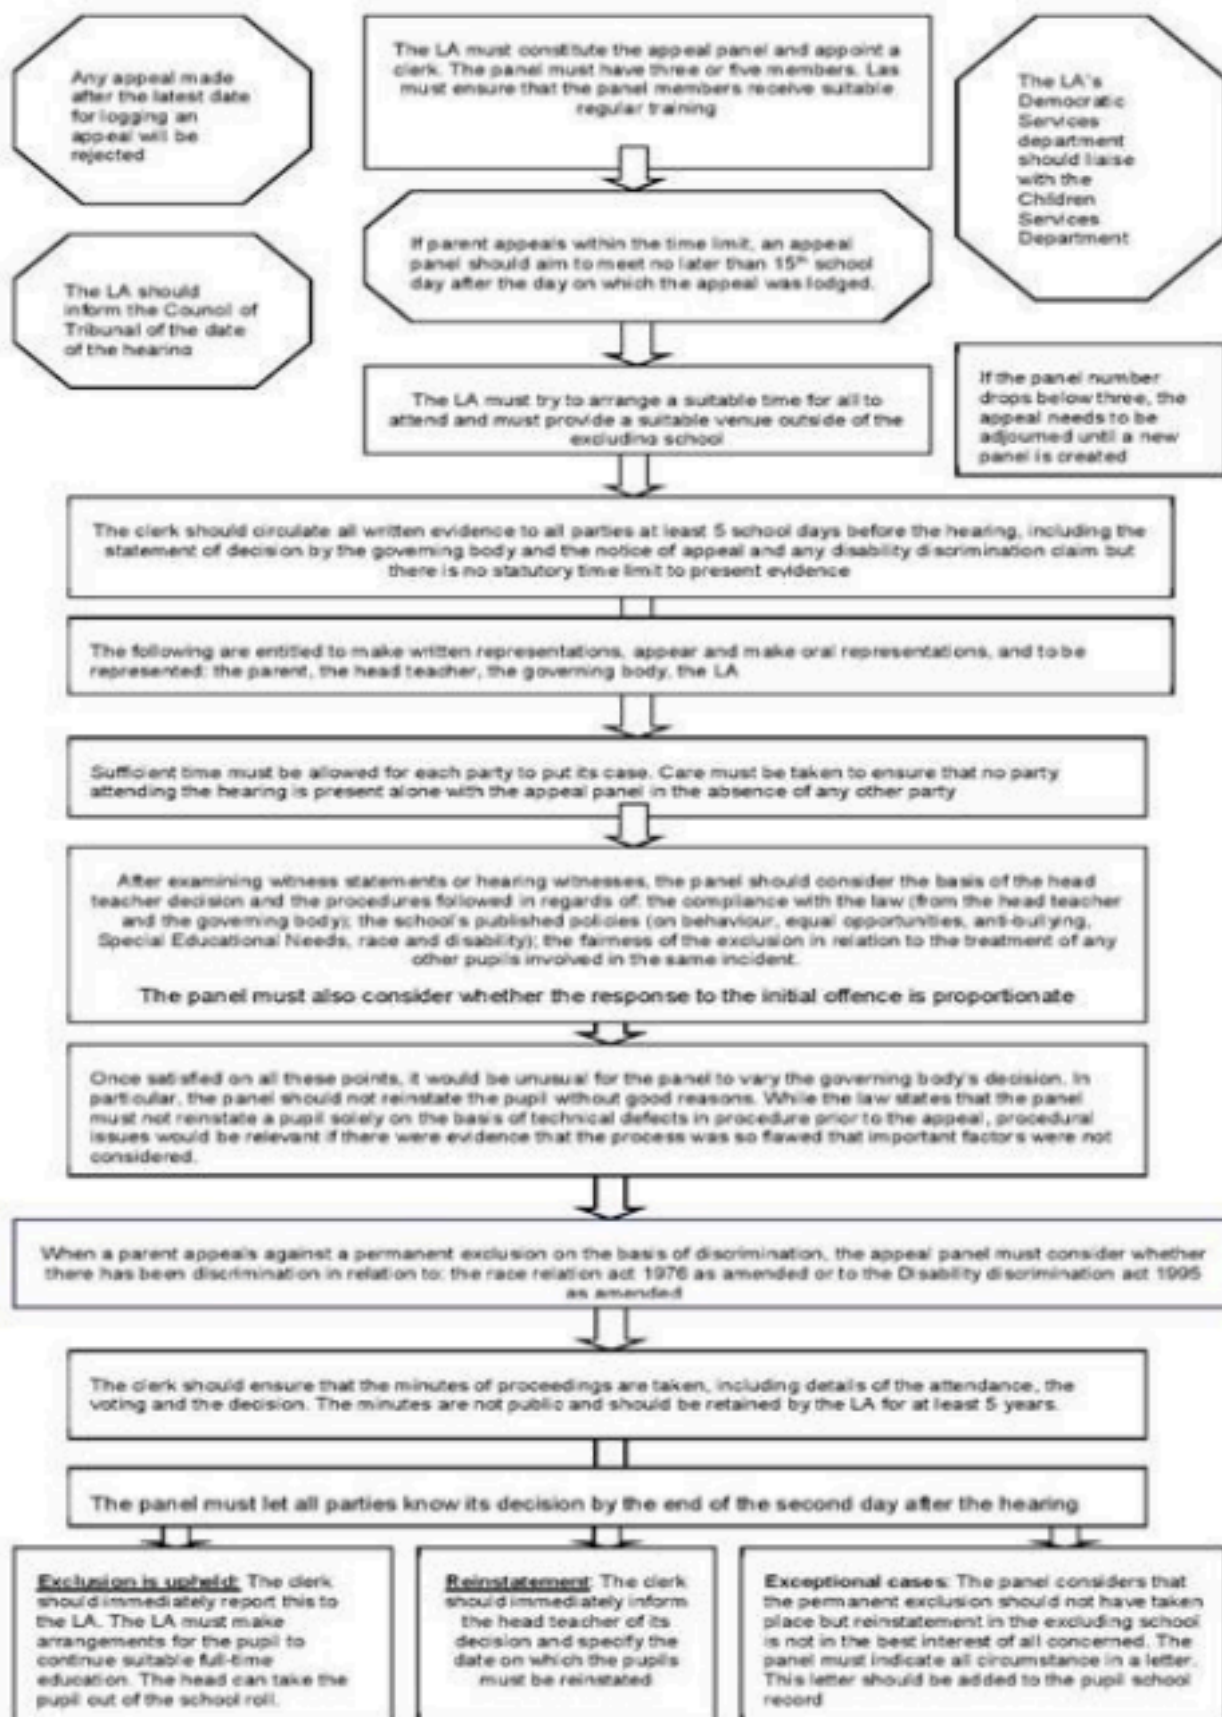 Any appeal made
after the latest date
for logging an
appeal will be
rejected
The LA must constitute the appeal panel and appoint a
clerk. The panel must have three or five members. Las
must ensure that the panel members receive suitable
regular training
The LA's
Democratic
Services
department
should liaise
with the
Children
Services
Department
The LA should
inform the Council of
Tribunal of the date
of the hearing
If parent appeals within the time limit, an appeal
panel should aim to meet no later than 15th school
day after the day on which the appeal was lodged.
The LA must try to arrange a suitable time for all to
attend and must provide a suitable venue outside of the
excluding school
If the panel number
drops below three, the
appeal needs to be
adjourned until a new
panel is created
The clerk should circulate all written evidence to all parties at least 5 school days before the hearing, including the
statement of decision by the governing body and the notice of appeal and any disability discrimination claim but
there is no statutory time limit to present evidence
The following are entitled to make written representations, appear and make oral representations, and to be
represented: the parent, the head teacher, the governing body, the LA
Sufficient time must be allowed for each party to put its case. Care must be taken to ensure that no party
attending the hearing is present alone with the appeal panel in the absence of any other party
After examining witness statements or hearing witnesses, the panel should consider the basis of the head
teacher decision and the procedures followed in regards of: the compliance with the law (from the head teacher
and the governing body); the school's published policies (on behaviour, equal opportunities, anti-bullying,
Special Educational Needs, race and disability); the fairness of the exclusion in relation to the treatment of any
other pupils involved in the same incident.
The panel must also consider whether the response to the initial offence is proportionate
Once satisfied on all these points, it would be unusual for the panel to vary the governing body's decision. In
particular, the panel should not reinstate the pupil without good reasons. While the law states that the panel
must not reinstate a pupil solely on the basis of technical defects in procedure prior to the appeal, procedural
issues would be relevant if there were evidence that the process was so flawed that important factors were not
considered.
When a parent appeals against a permanent exclusion on the basis of discrimination, the appeal panel must consider whether
there has been discrimination in relation to: the race relation act 1976 as amended or to the Disability discrimination act 1995
as amended
The clerk should ensure that the minutes of proceedings are taken, including details of the attendance, the
voting and the decision. The minutes are not public and should be retained by the LA for at least 5 years.
The panel must let all parties know its decision by the end of the second day after the hearing
Exclusion is upheld: The clerk
should immediately report this to
the LA. The LA must make
arrangements for the pupil to
continue suitable full-time
education. The head can take the
pupil out of the school roll.
Reinstatement: The clerk
should immediately inform
the head teacher of its
decision and specify the
date on which the pupils
must be reinstated
Exceptional cases: The panel considers that
the permanent exclusion should not have taken
place but reinstatement in the excluding school
is not in the best interest of all concerned. The
panel must indicate all circumstance in a letter.
This letter should be added to the pupil school
record